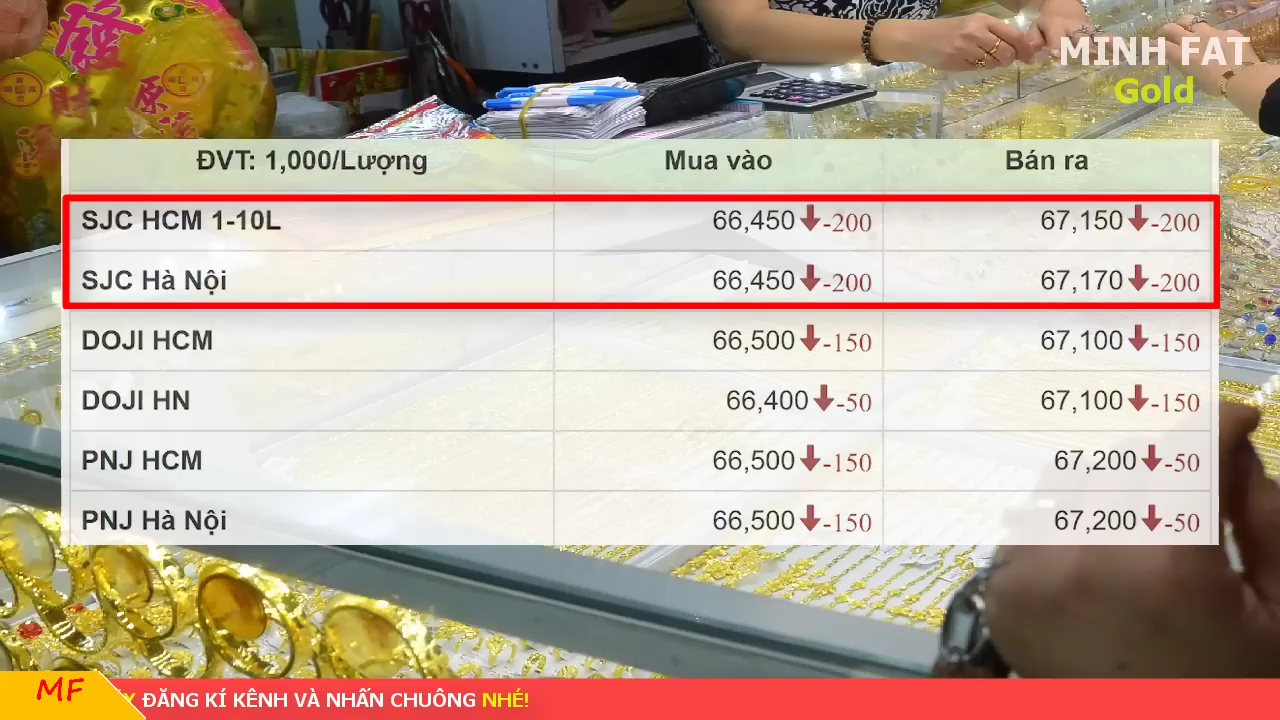 發
財
原
MINH FAT
Gold
ĐVT: 1,000/Lượng Mua vào Bán ra
SJC HCM 1-10L 66,450 -200 67,150 -200
SJC Hà Nội 66,450 -200 67,170 -200
DOJI HCM 66,500 -150 67,100 -150
DOJI HN 66,400 -50 67,100 -150
PNJ HCM 66,500 -150 67,200 -50
PNJ Hà Nội 66,500 -150 67,200 -50
MF ĐĂNG KÍ KÊNH VÀ NHẤN CHUÔNG NHÉ!